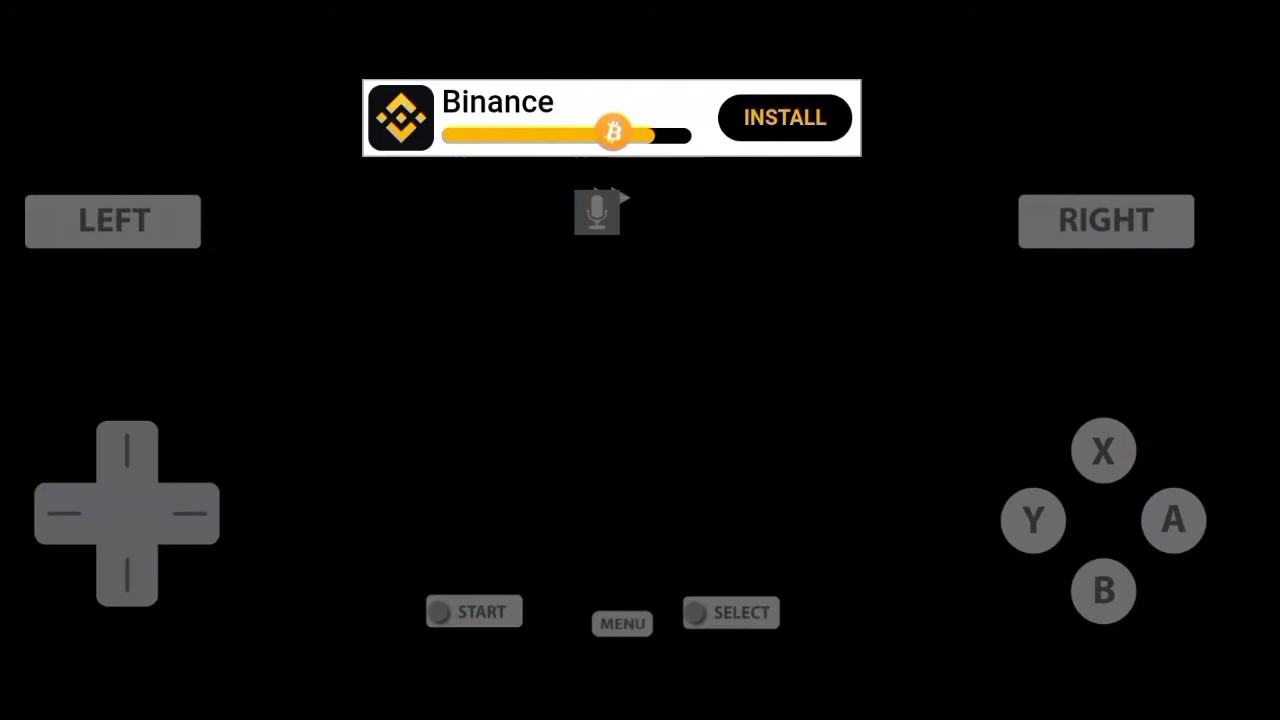 Binance
INSTALL
LEFT
RIGHT
X
Y
A
B
START
SELECT
MENU